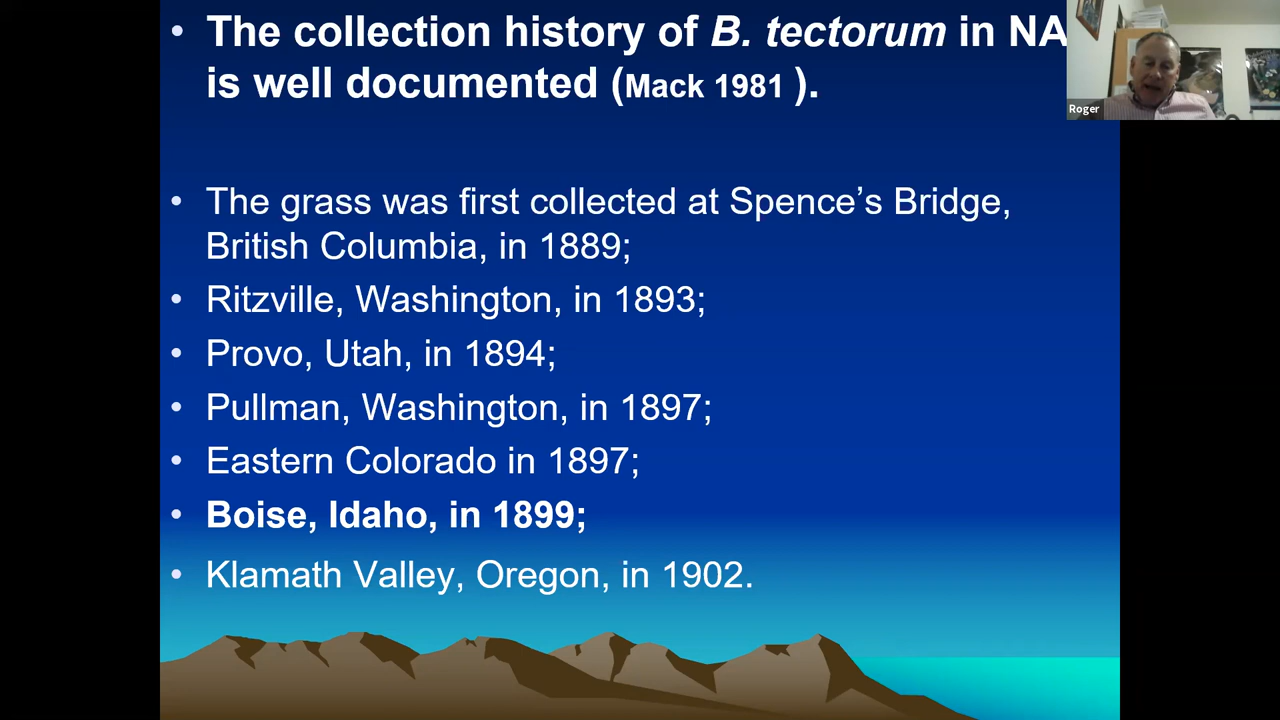 • The collection history of B. tectorum in NA
is well documented (Mack 1981 ).
Roger
• The grass was first collected at Spence’s Bridge,
British Columbia, in 1889;
• Ritzville, Washington, in 1893;
• Provo, Utah, in 1894;
• Pullman, Washington, in 1897;
• Eastern Colorado in 1897;
• Boise, Idaho, in 1899;
• Klamath Valley, Oregon, in 1902.